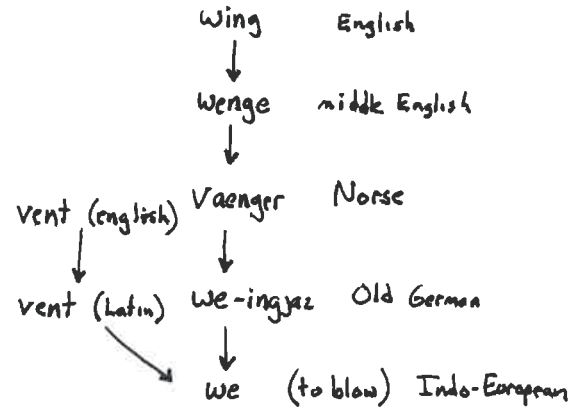 wing English
wenge middle English
vent (english) Vaenger Norse
vent (Latin) we-ingjaz Old German
we (to blow) Indo-European